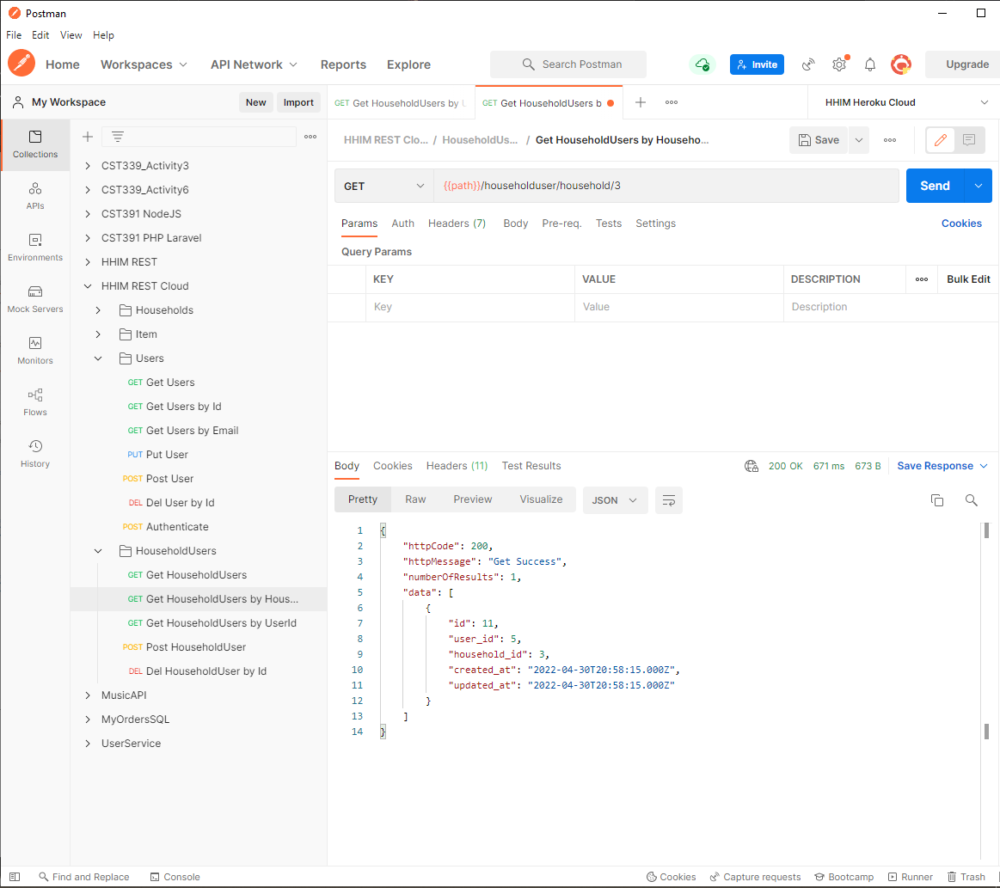 Postman
File Edit View Help
Home Workspaces API Network Reports Explore Search Postman Invite Upgrade
My Workspace New Import
GET Get HouseholdUsers by U GET Get HouseholdUsers b HHIM Heroku Cloud
Collections
APIs
Environments
Mock Servers
Monitors
Flows
History
CST339_Activity3
CST339_Activity6
CST391 NodeJS
CST391 PHP Laravel
HHIM REST
HHIM REST Cloud
Households
Item
Users
GET Get Users
GET Get Users by Id
GET Get Users by Email
PUT Put User
POST Post User
DEL Del User by Id
POST Authenticate
HouseholdUsers
GET Get HouseholdUsers
GET Get HouseholdUsers by Hous...
GET Get HouseholdUsers by UserId
POST Post HouseholdUser
DEL Del HouseholdUser by Id
MusicAPI
MyOrdersSQL
UserService
HHIM REST Clo... / HouseholdUs... / Get HouseholdUsers by Househo... Save
GET {{path}}/householduser/household/3 Send
Params Auth Headers (7) Body Pre-req. Tests Settings Cookies
Query Params
KEY VALUE DESCRIPTION Bulk Edit
Key Value Description
Body Cookies Headers (11) Test Results 200 OK 671 ms 673 B Save Response
Pretty Raw Preview Visualize JSON
1 {
2 "httpCode": 200,
3 "httpMessage": "Get Success",
4 "numberOfResults": 1,
5 "data": [
6 {
7 "id": 11,
8 "user_id": 5,
9 "household_id": 3,
10 "created_at": "2022-04-30T20:58:15.000Z",
11 "updated_at": "2022-04-30T20:58:15.000Z"
12 }
13 ]
14 }
Find and Replace Console Cookies Capture requests Bootcamp Runner Trash